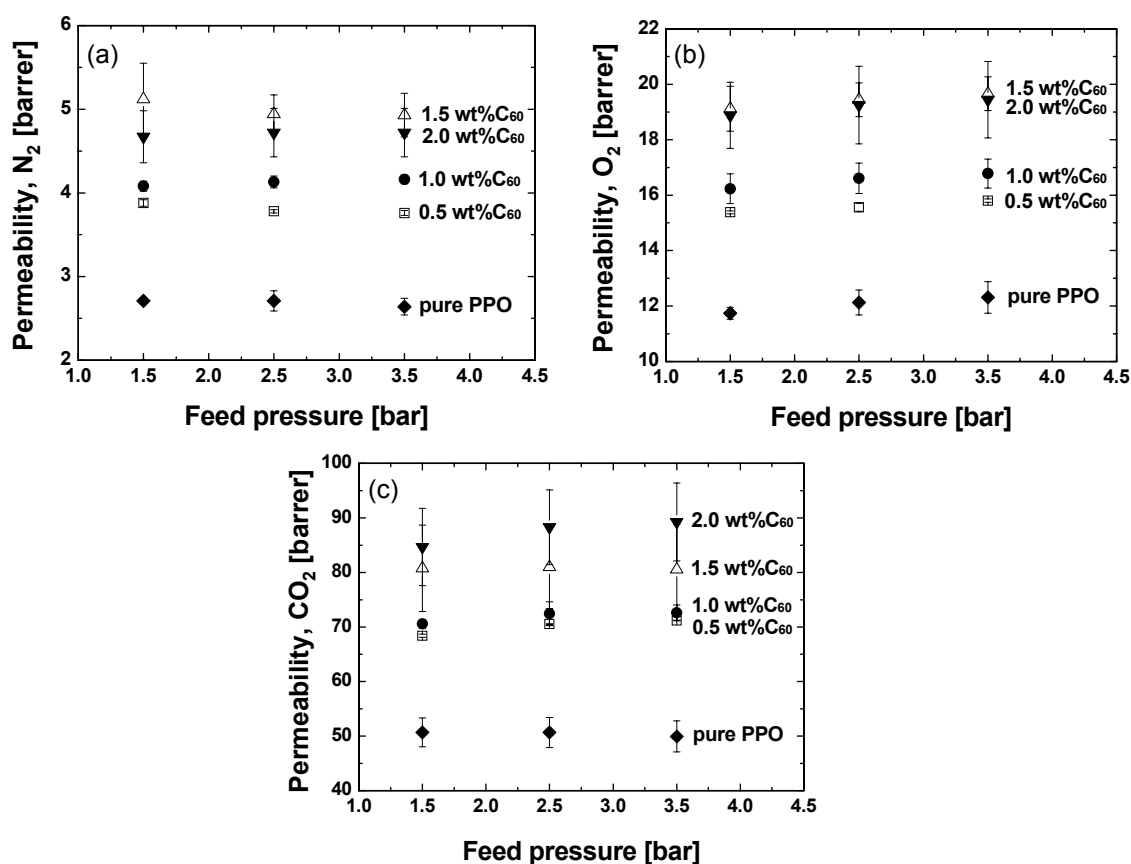 (a)
Permeability, N₂ [barrer]
6
5
4
3
2
1.5 wt%C₆₀
2.0 wt%C₆₀
1.0 wt%C₆₀
0.5 wt%C₆₀
pure PPO
1.0 1.5 2.0 2.5 3.0 3.5 4.0 4.5
Feed pressure [bar]
(b)
Permeability, O₂ [barrer]
22
20
18
16
14
12
10
1.5 wt%C₆₀
2.0 wt%C₆₀
1.0 wt%C₆₀
0.5 wt%C₆₀
pure PPO
1.0 1.5 2.0 2.5 3.0 3.5 4.0 4.5
Feed pressure [bar]
(c)
Permeability, CO₂ [barrer]
100
90
80
70
60
50
40
2.0 wt%C₆₀
1.5 wt%C₆₀
1.0 wt%C₆₀
0.5 wt%C₆₀
pure PPO
1.0 1.5 2.0 2.5 3.0 3.5 4.0 4.5
Feed pressure [bar]